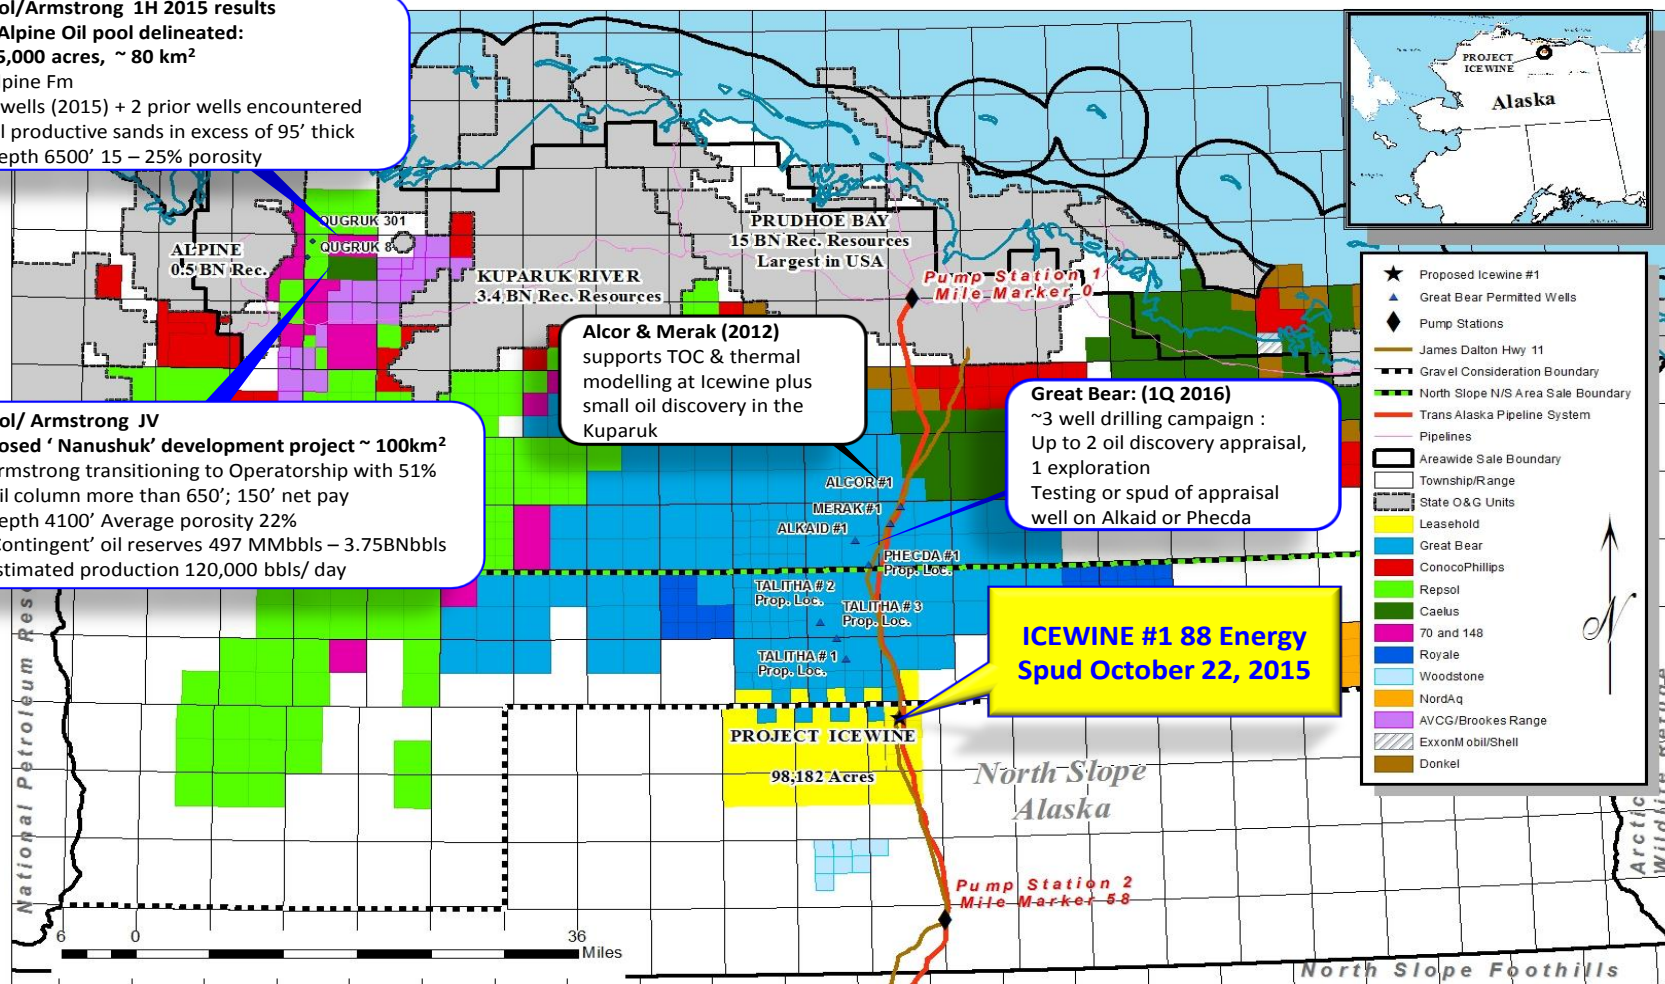 ol/Armstrong 1H 2015 results
Alpine Oil pool delineated:
5,000 acres, ~ 80 km²
pine Fm
wells (2015) + 2 prior wells encountered
l productive sands in excess of 95’ thick
epth 6500’ 15 – 25% porosity
PROJECT
ICEWINE
Alaska
QUGRUK 301
QUGRUK 8
ALPINE
0.5 BN Rec.
KUPARUK RIVER
3.4 BN Rec. Resources
PRUDHOE BAY
15 BN Rec. Resources
Largest in USA
Pump Station 1
Mile Marker 0
Alcor & Merak (2012)
supports TOC & thermal
modelling at Icewine plus
small oil discovery in the
Kuparuk
Great Bear: (1Q 2016)
~3 well drilling campaign :
Up to 2 oil discovery appraisal,
1 exploration
Testing or spud of appraisal
well on Alkaid or Phecda
ol/ Armstrong JV
osed ‘ Nanushuk’ development project ~ 100km²
rmstrong transitioning to Operatorship with 51%
il column more than 650’; 150’ net pay
epth 4100’ Average porosity 22%
Contingent’ oil reserves 497 MMbbls – 3.75BNbbls
stimated production 120,000 bbls/ day
ALCOR #1
MERAK #1
ALKAID #1
PHECDA #1
Prop. Loc.
TALITHA # 2
Prop. Loc.
TALITHA # 3
Prop. Loc.
TALITHA # 1
Prop. Loc.
ICEWINE #1 88 Energy
Spud October 22, 2015
PROJECT ICEWINE
98,182 Acres
North Slope
Alaska
Pump Station 2
Mile Marker 58
National Petroleum Rese
Arctic
Wildlife Refuge
North Slope Foothills
6 0 36
Miles
Proposed Icewine #1
Great Bear Permitted Wells
Pump Stations
James Dalton Hwy 11
Gravel Consideration Boundary
North Slope N/S Area Sale Boundary
Trans Alaska Pipeline System
Pipelines
Areawide Sale Boundary
Township/Range
State O&G Units
Leasehold
Great Bear
ConocoPhillips
Repsol
Caelus
70 and 148
Royale
Woodstone
NordAq
AVCG/Brookes Range
ExxonMobil/Shell
Donkel
N